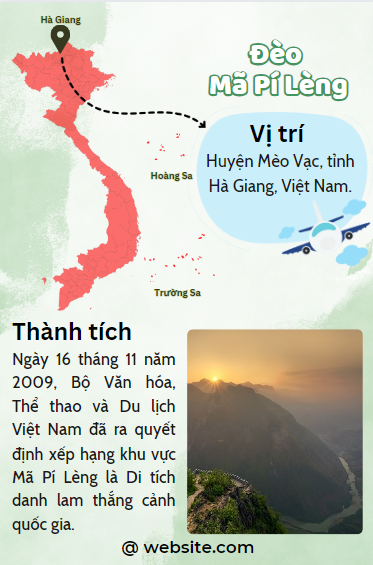 Hà Giang
Đèo
Mã Pí Lèng
Vị trí
Huyện Mèo Vạc, tỉnh
Hà Giang, Việt Nam.
Hoàng Sa
Trường Sa
Thành tích
Ngày 16 tháng 11 năm
2009, Bộ Văn hóa,
Thể thao và Du lịch
Việt Nam đã ra quyết
định xếp hạng khu vực
Mã Pí Lèng là Di tích
danh lam thắng cảnh
quốc gia.
@ website.com